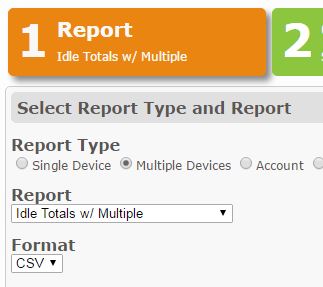 1 Report
Idle Totals w/ Multiple
2
Select Report Type and Report
Report Type
Single Device Multiple Devices Account
Report
Idle Totals w/ Multiple
Format
CSV